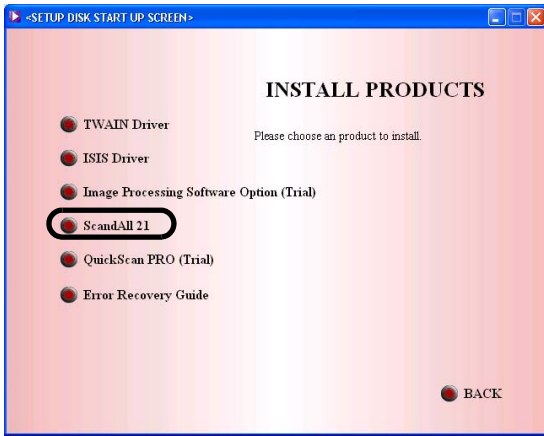 <SETUP DISK START UP SCREEN>
INSTALL PRODUCTS
Please choose an product to install.
TWAIN Driver
ISIS Driver
Image Processing Software Option (Trial)
ScandAll 21
QuickScan PRO (Trial)
Error Recovery Guide
BACK